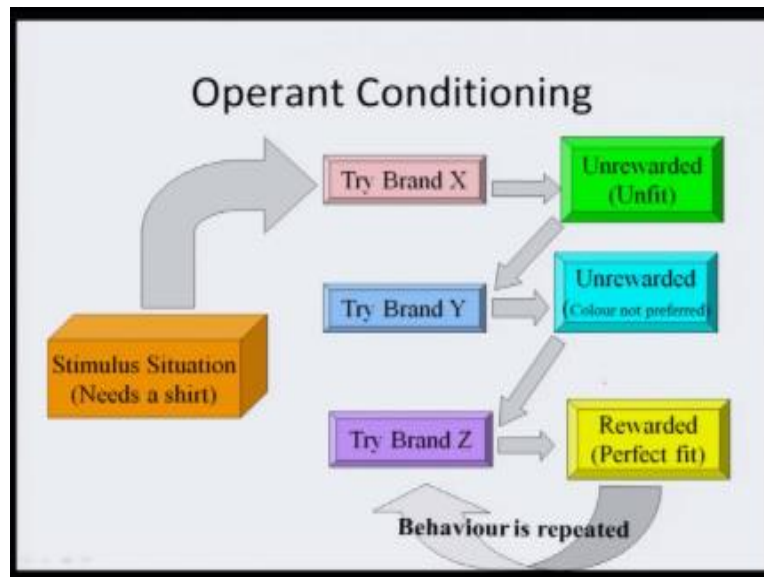 Operant Conditioning
Try Brand X
Unrewarded
(Unfit)
Try Brand Y
Unrewarded
(Colour not preferred)
Stimulus Situation
(Needs a shirt)
Try Brand Z
Rewarded
(Perfect fit)
Behaviour is repeated